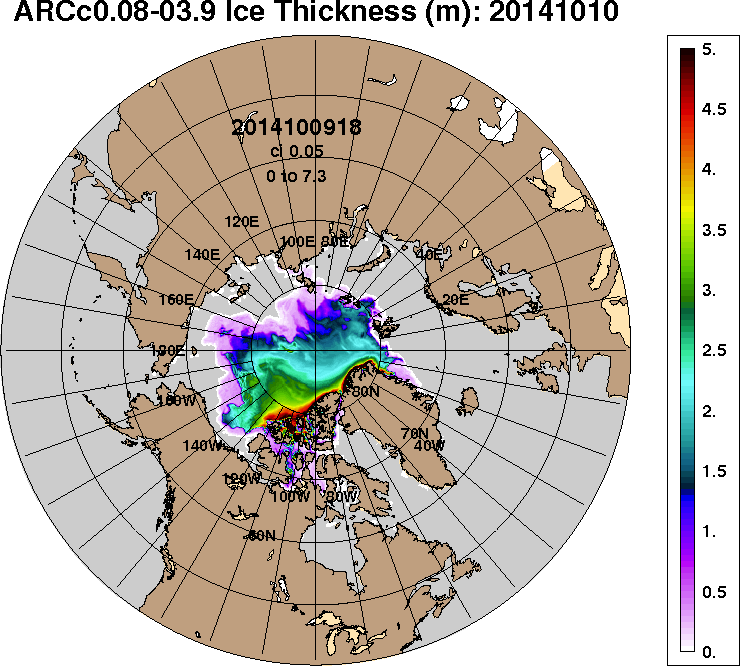 ARCc0.08-03.9 Ice Thickness (m): 20141010
5.
4.5
4.
3.5
3.
2.5
2.
1.5
1.
0.5
0.
2014100918
ci 0.05
0 to 7.3
120E
100E 80E
140E
40E
160E
20E
180E
160W
80N
140W
70N
40W
120W
100W
80W
60N